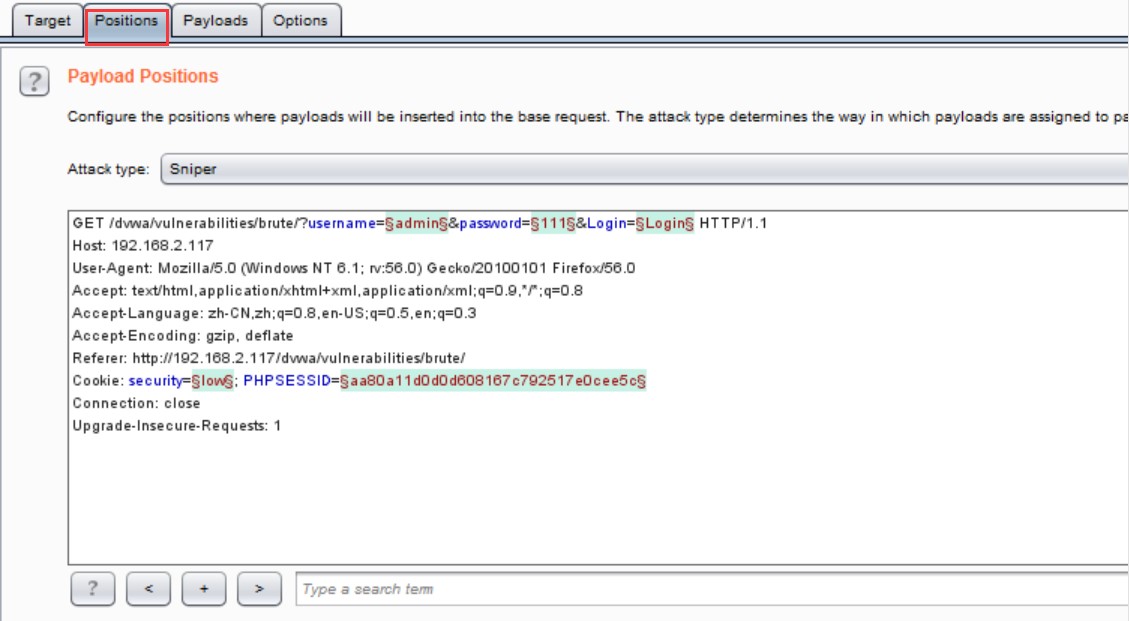 Target Positions Payloads Options
? Payload Positions
Configure the positions where payloads will be inserted into the base request. The attack type determines the way in which payloads are assigned to pa
Attack type: Sniper
GET /dvwa/vulnerabilities/brute/?username=§admin§&password=§111§&Login=§Login§ HTTP/1.1
Host: 192.168.2.117
User-Agent: Mozilla/5.0 (Windows NT 6.1; rv:56.0) Gecko/20100101 Firefox/56.0
Accept: text/html,application/xhtml+xml,application/xml;q=0.9,*/*;q=0.8
Accept-Language: zh-CN,zh;q=0.8,en-US;q=0.5,en;q=0.3
Accept-Encoding: gzip, deflate
Referer: http://192.168.2.117/dvwa/vulnerabilities/brute/
Cookie: security=§low§; PHPSESSID=§aa80a11d0d0d608167c792517e0cee5c§
Connection: close
Upgrade-Insecure-Requests: 1
? < + > Type a search term